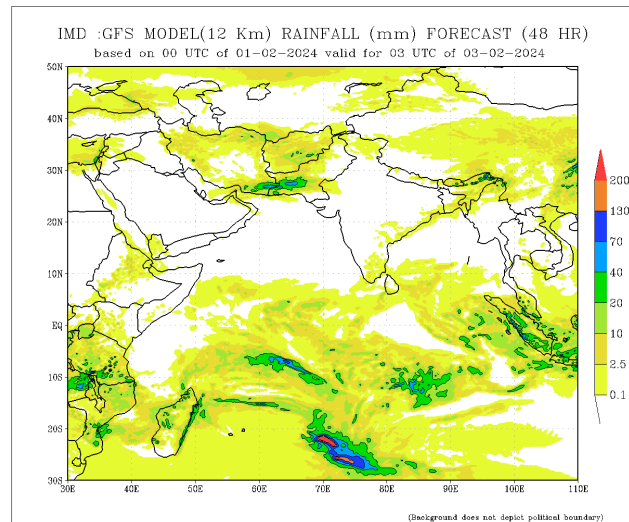 IMD :GFS MODEL(12 Km) RAINFALL (mm) FORECAST (48 HR)
based on 00 UTC of 01-02-2024 valid for 03 UTC of 03-02-2024
50N
40N
30N
20N
10N
EQ
10S
20S
30S
30E 40E 50E 60E 70E 80E 90E 100E 110E
200
130
70
40
20
10
2.5
0.1
(Background does not depict political boundary)